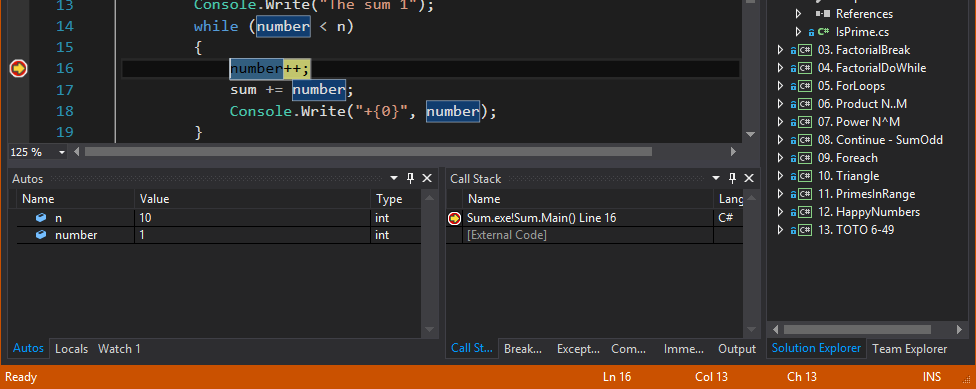 13 Console.Write("The sum 1");
14 while (number < n)
15 {
16 number++;
17 sum += number;
18 Console.Write("+{0}", number);
19 }
125 %
References
C# IsPrime.cs
C# 03. FactorialBreak
C# 04. FactorialDoWhile
C# 05. ForLoops
C# 06. Product N..M
C# 07. Power N^M
C# 08. Continue - SumOdd
C# 09. Foreach
C# 10. Triangle
C# 11. PrimesInRange
C# 12. HappyNumbers
C# 13. TOTO 6-49
Autos
Name Value Type
n 10 int
number 1 int
Autos Locals Watch 1
Call Stack
Name Lang
Sum.exe!Sum.Main() Line 16 C#
[External Code]
Call St... Break... Except... Com... Imme... Output
Solution Explorer Team Explorer
Ready Ln 16 Col 13 Ch 13 INS